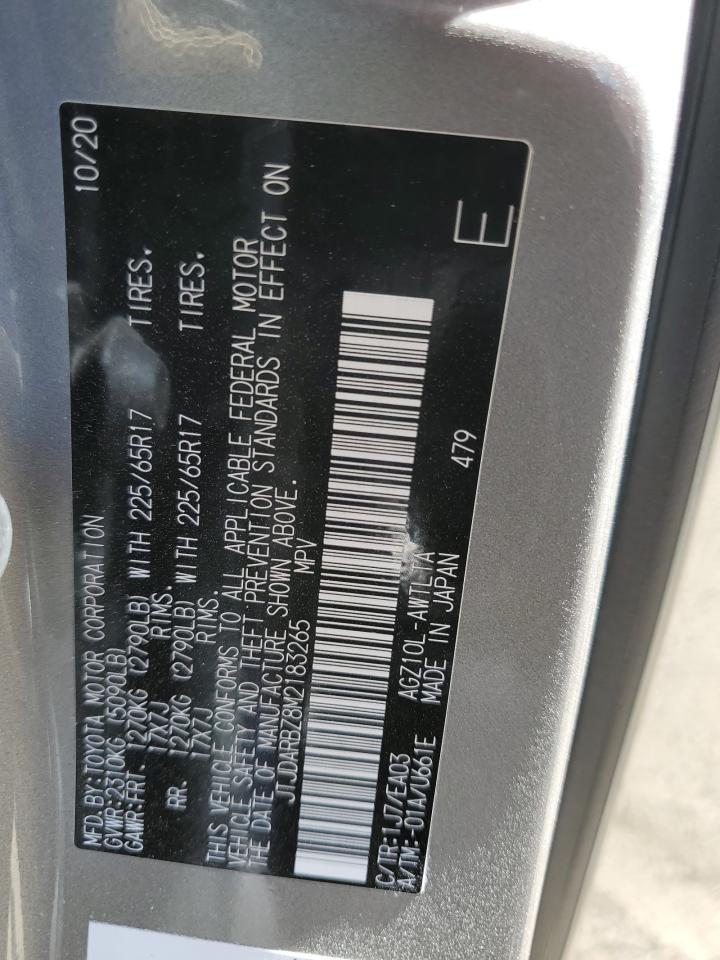 MFD. BY: TOYOTA MOTOR CORPORATION 10/20
GVWR: 2310KG (5090LB)
GAWR: FRT. 1220KG (2790LB) WITH 225/65R17 TIRES.
17X7J RIMS.
RR. 1270KG (2790LB) WITH 225/65R17 TIRES.
17X7J RIMS.
THIS VEHICLE CONFORMS TO ALL APPLICABLE FEDERAL MOTOR
VEHICLE SAFETY AND THEFT PREVENTION STANDARDS IN EFFECT ON
THE DATE OF MANUFACTURE SHOWN ABOVE.
JTJDARBZ8M2183265 MPV
E
C/TR: 1J7/EA03 AGZ10L-AWTLTA
A/TM: -01A/U661E MADE IN JAPAN 479